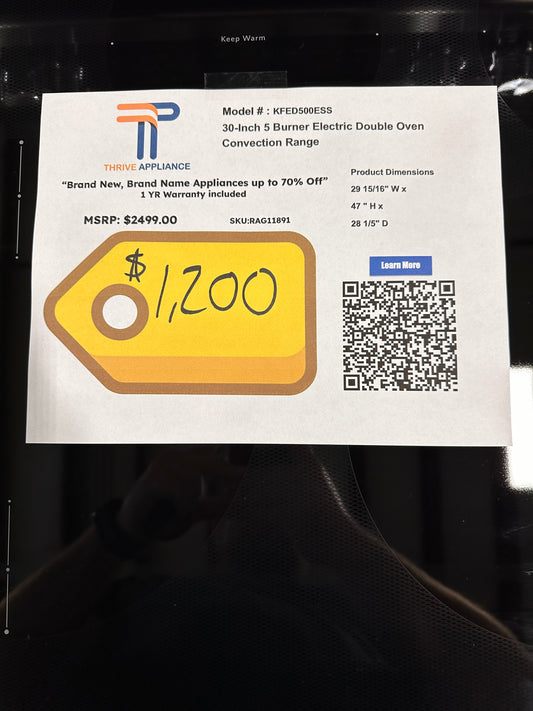 Keep Warm
Model # : KFED500ESS
30-Inch 5 Burner Electric Double Oven
Convection Range
THRIVE APPLIANCE
“Brand New, Brand Name Appliances up to 70% Off”
1 YR Warranty included
MSRP: $2499.00
SKU:RAG11891
$1,200
Product Dimensions
29 15/16" W x
47 " H x
28 1/5" D
Learn More